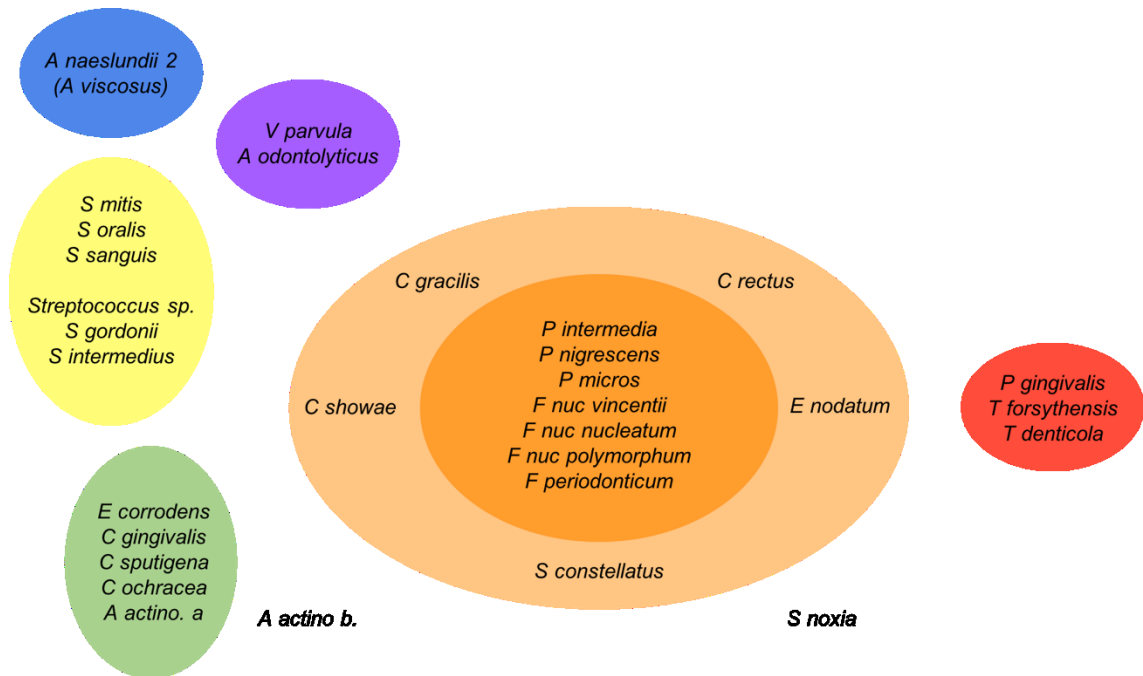 A naeslundii 2
(A viscosus)
V parvula
A odontolyticus
S mitis
S oralis
S sanguis
Streptococcus sp.
S gordonii
S intermedius
C gracilis
C rectus
P intermedia
P nigrescens
P micros
F nuc vincentii
F nuc nucleatum
F nuc polymorphum
F periodonticum
C showae
E nodatum
S constellatus
P gingivalis
T forsythensis
T denticola
E corrodens
C gingivalis
C sputigena
C ochracea
A actino. a
A actino b.
S noxia